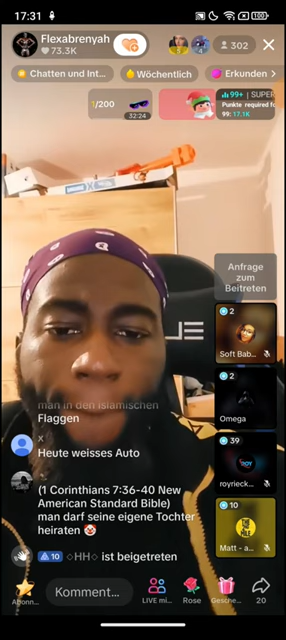 17:31
100
Flexabrenyah
73.3K
302
Chatten und Int...
Wöchentlich
Erkunden
1/200
32:24
99+ | SUPER
Punkte required fo
99: 17.1K
Anfrage
zum
Beitreten
2
Soft Bab...
2
Omega
39
royrieck...
10
Matt - a...
man in den islamischen
Flaggen
X
Heute weisses Auto
(1 Corinthians 7:36-40 New
American Standard Bible)
man darf seine eigene Tochter
heiraten 🤡
10 ◇HH◇ ist beigetreten
Abonn...
Komment...
LIVE mi...
Rose
Gesche...
20